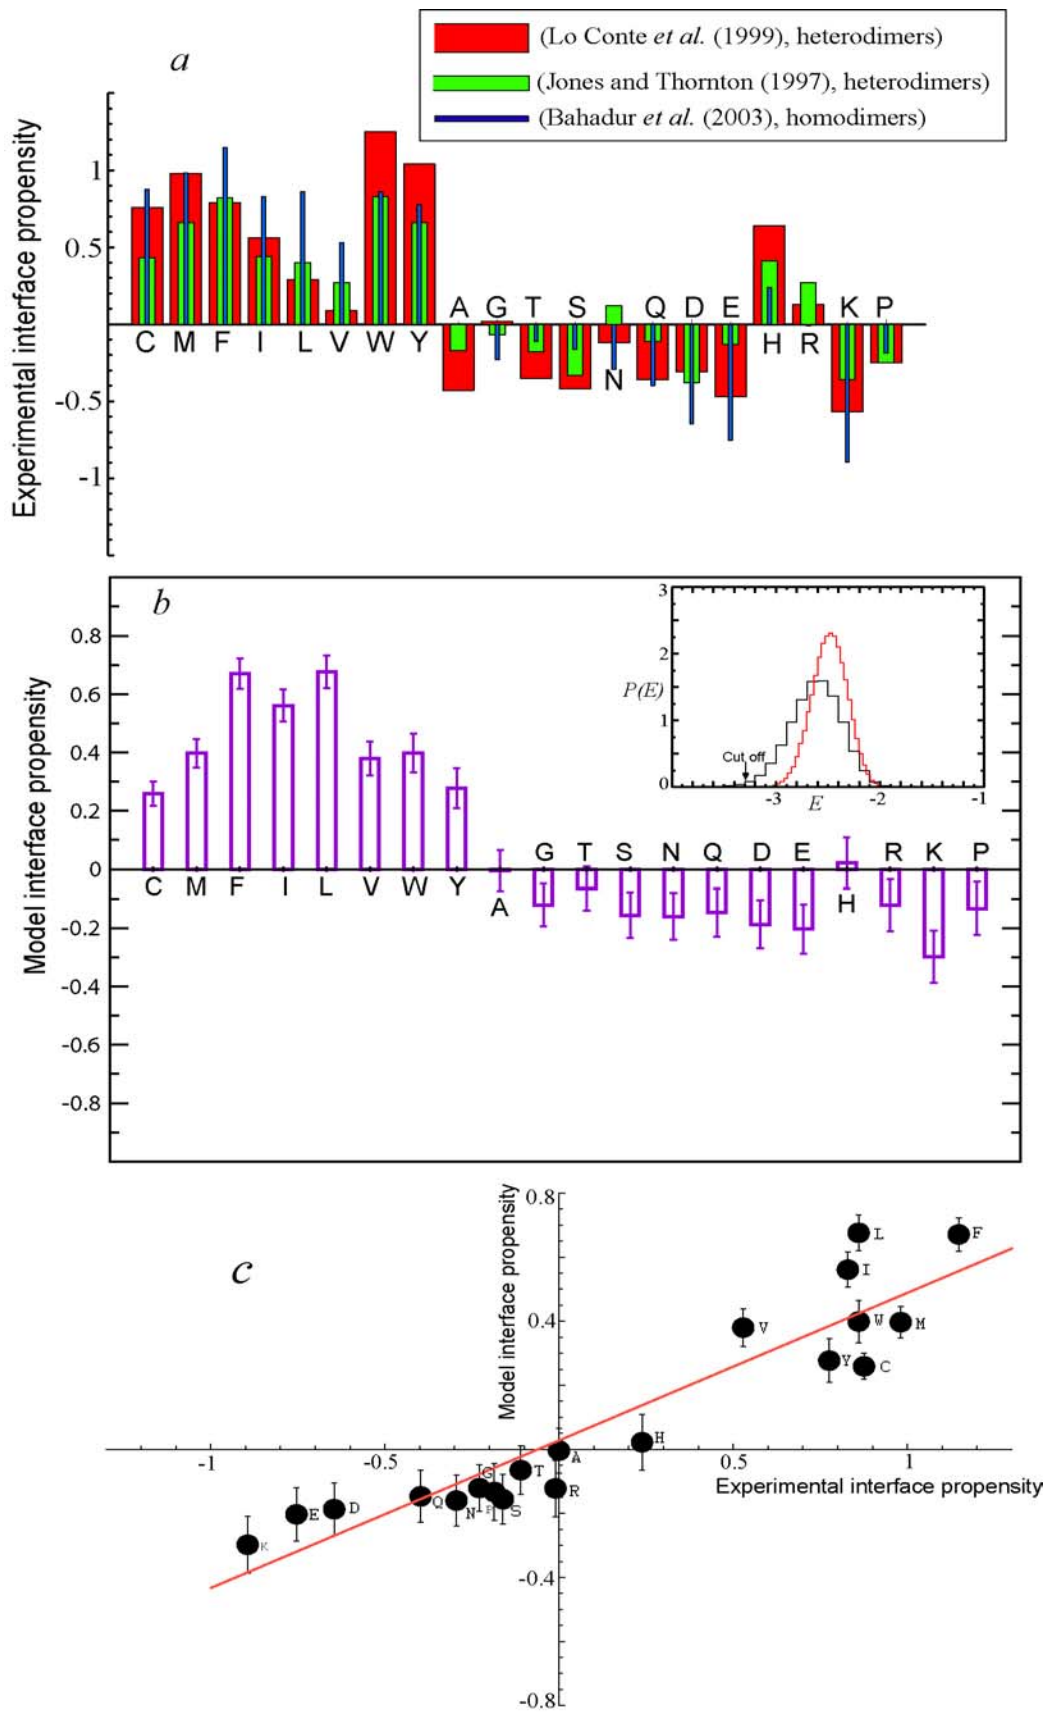 (Lo Conte et al. (1999), heterodimers)
a
(Jones and Thornton (1997), heterodimers)
(Bahadur et al. (2003), homodimers)
Experimental interface propensity
1
0.5
-0.5
-1
A G T S Q D E K P
C M F I L V W Y N H R
b
Model interface propensity
0.8
0.6
0.4
0.2
0
-0.2
-0.4
-0.6
-0.8
3
2
P(E)
1
Cut off
0
-3 E -2 -1
G T S N Q D E R K P
C M F I L V W Y A H
c
Model interface propensity
0.8
L F
I
0.4
V W M
Y C
H
-1 -0.5 0.5 1
A
Experimental interface propensity
G T
R
E D Q N P S
K
-0.4
-0.8